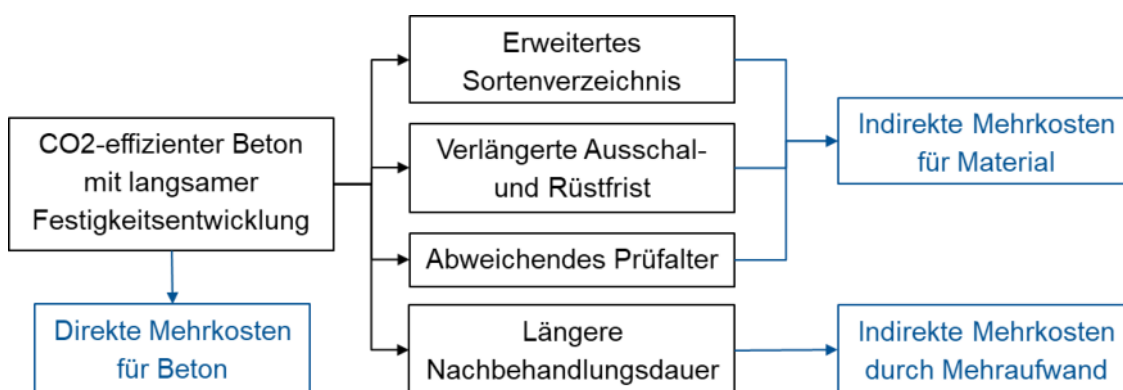 CO2-effizienter Beton
mit langsamer
Festigkeitsentwicklung
Direkte Mehrkosten
für Beton
Erweitertes
Sortenverzeichnis
Verlängerte Ausschal-
und Rüstfrist
Abweichendes Prüfalter
Längere
Nachbehandlungsdauer
Indirekte Mehrkosten
für Material
Indirekte Mehrkosten
durch Mehraufwand